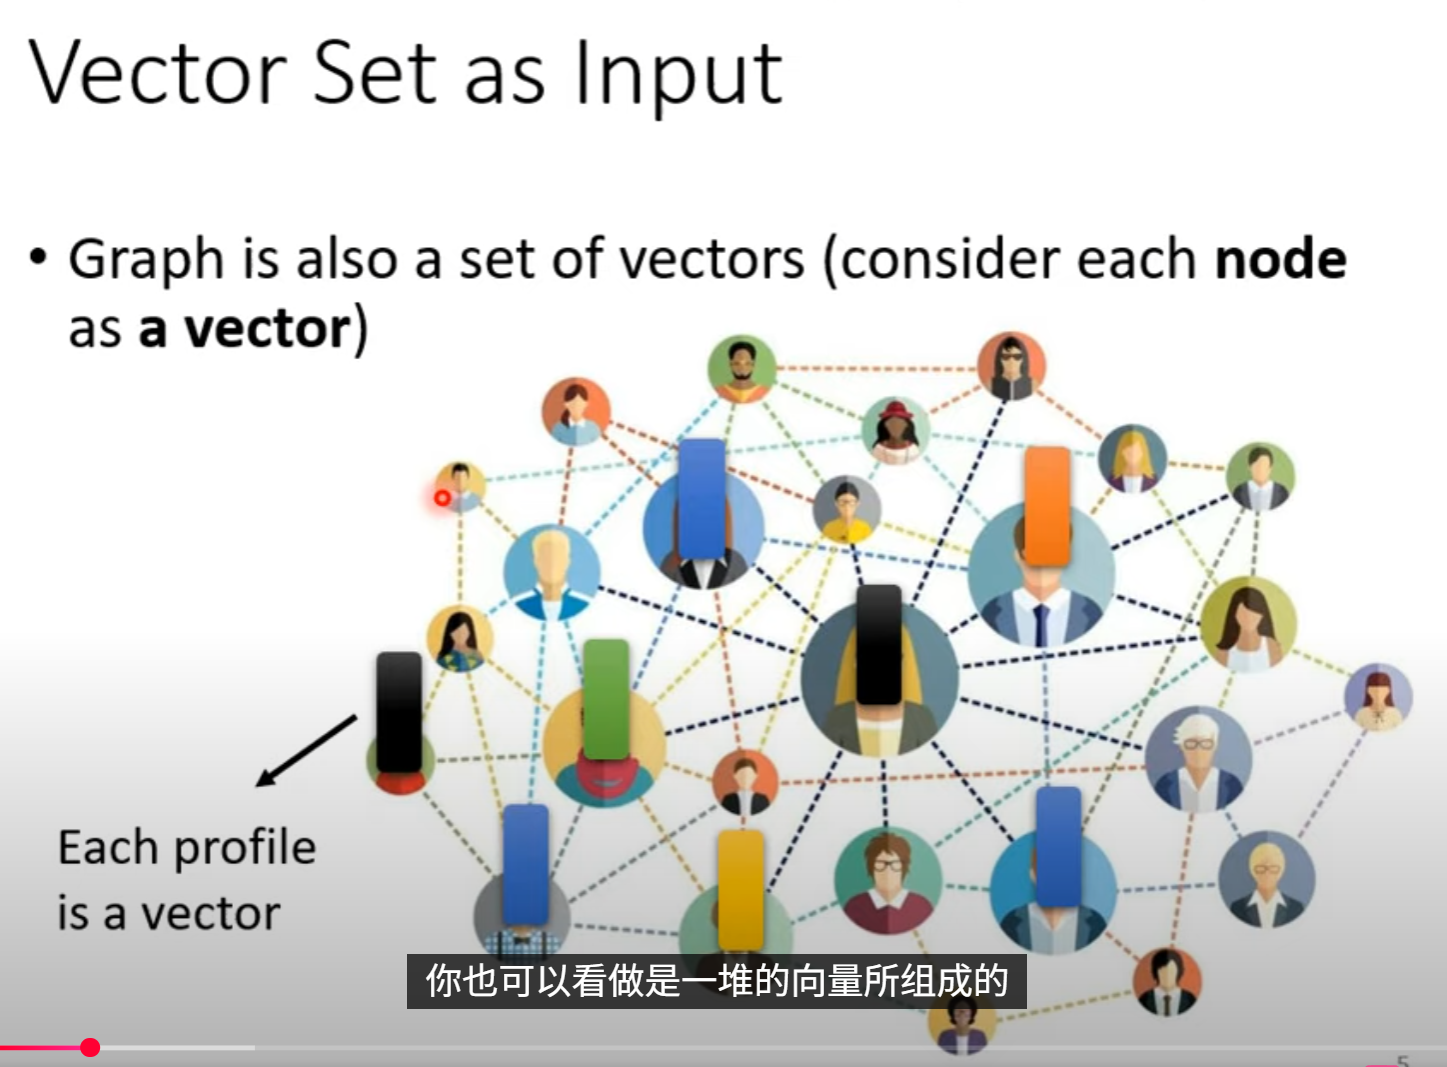 Vector Set as Input
• Graph is also a set of vectors (consider each node
as a vector)
Each profile
is a vector
你也可以看做是一堆的向量所组成的
5